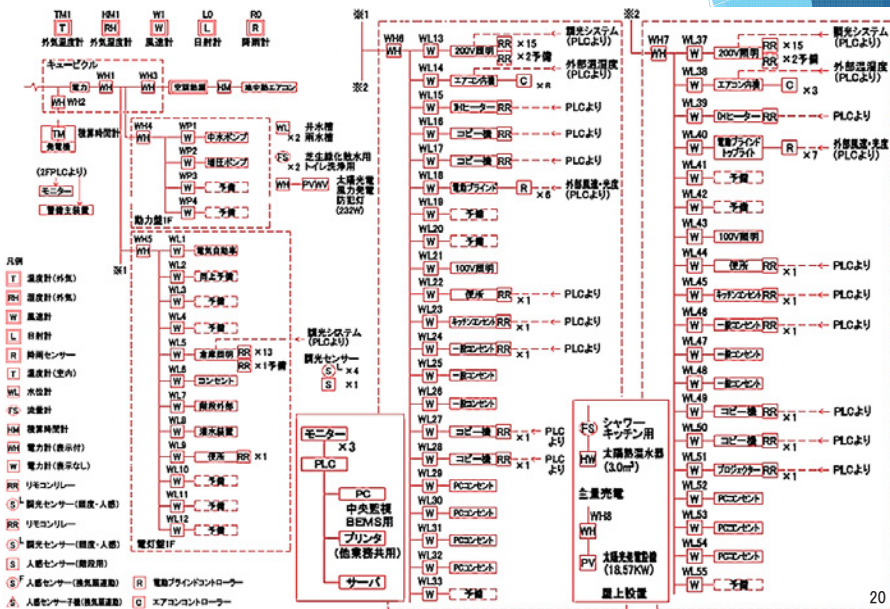 TM1
HM1
W1
L0
R0
T
RH
W
L
R
外気温度計
外気湿度計
風速計
日射計
降雨計
キュービクル
電力
WH1
WH
WH3
WH
WH
WH2
空調動力
HM
TM
積算時間計
発電機
(2FPLCより)
モニター
警備主装置
WH4
WH
WP1
W
中水ポンプ
WP2
W
増圧ポンプ
WP3
W
予備
WP4
W
予備
動力盤1F
WL
×2
井水槽
雨水槽
FS
×2
芝生緑化散水用
トイレ洗浄用
WH
PVWV
太陽光電
風力発電
防犯灯
(232W)
※1
WH5
WH
WL1
W
電気自動車
WL2
W
同上予備
WL3
W
予備
WL4
W
予備
WL5
W
倉庫照明
RR
×13
RR
×1予備
調光システム
(PLCより)
WL6
W
コンセント
WL7
W
階段外部
WL8
W
WL9
W
便所
RR
×1
WL10
W
予備
WL11
W
予備
WL12
W
予備
電灯盤1F
調光センサー
S
L
×4
S
×1
凡例
T
温度計(外気)
RH
湿度計(外気)
W
風速計
L
日射計
R
降雨センサー
T
温度計(室内)
WL
水位計
FS
流量計
HM
積算時間計
WH
電力計(表示付)
W
電力計(表示なし)
RR
リモコンリレー
S
L
調光センサー(照度・人感)
RR
リモコンリレー
S
L
調光センサー(照度・人感)
S
人感センサー(階段用)
S
F
人感センサー(換気扇連動)
S
人感センサー子機(換気扇連動)
R
電動ブラインドコントローラー
C
エアコンコントローラー
モニター
×3
PLC
PC
中央監視
BEMS用
プリンタ
(他業務共用)
サーバ
※1
※2
WH6
WH
WL13
W
200V照明
RR
×15
RR
×2予備
調光システム
(PLCより)
WL14
W
エアコン外機
C
外部温湿度
(PLCより)
WL15
W
IHヒーター
RR
PLCより
WL16
W
コピー機
RR
PLCより
WL17
W
コピー機
RR
PLCより
WL18
W
電動ブラインド
R
×6
外部風速・光度
(PLCより)
WL19
W
予備
WL20
W
予備
WL21
W
100V照明
WL22
W
便所
RR
×1
PLCより
WL23
W
キッチンコンセント
RR
×1
PLCより
WL24
W
一般コンセント
RR
×1
PLCより
WL25
W
一般コンセント
WL26
W
一般コンセント
WL27
W
コピー機
RR
×1
PLC
より
WL28
W
コピー機
RR
×1
PLC
より
WL29
W
PCコンセント
WL30
W
PCコンセント
WL31
W
PCコンセント
WL32
W
PCコンセント
WL33
W
予備
FS
シャワー
キッチン用
HW
太陽熱温水器
(3.0m³)
全量売電
WH8
WH
PV
太陽光発電設備
(18.57KW)
屋上設置
※2
WH7
WH
WL37
W
200V照明
RR
×15
RR
×2予備
調光システム
(PLCより)
WL38
W
エアコン外機
C
×3
外部温湿度
(PLCより)
WL39
W
IHヒーター
RR
PLCより
WL40
W
電動ブラインド
トップライト
R
×7
外部風速・光度
(PLCより)
WL41
W
予備
WL42
W
予備
WL43
W
100V照明
WL44
W
便所
RR
×1
PLCより
WL45
W
キッチンコンセント
RR
×1
PLCより
WL46
W
一般コンセント
RR
×1
PLCより
WL47
W
一般コンセント
WL48
W
一般コンセント
WL49
W
コピー機
RR
×1
PLCより
WL50
W
コピー機
RR
×1
PLCより
WL51
W
プロジェクター
RR
×1
PLCより
WL52
W
PCコンセント
WL53
W
PCコンセント
WL54
W
PCコンセント
WL55
W
予備
20